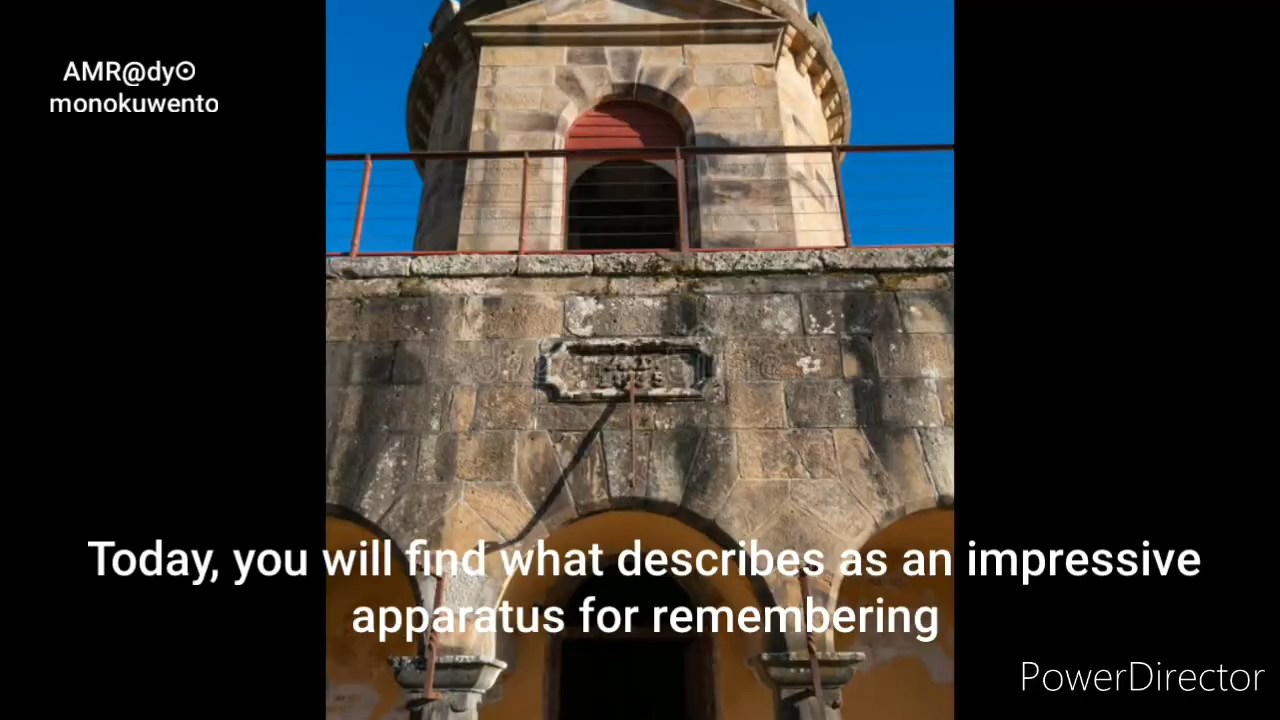 AMR@dy⊙
monokuwento
Today, you will find what describes as an impressive
apparatus for remembering
PowerDirector